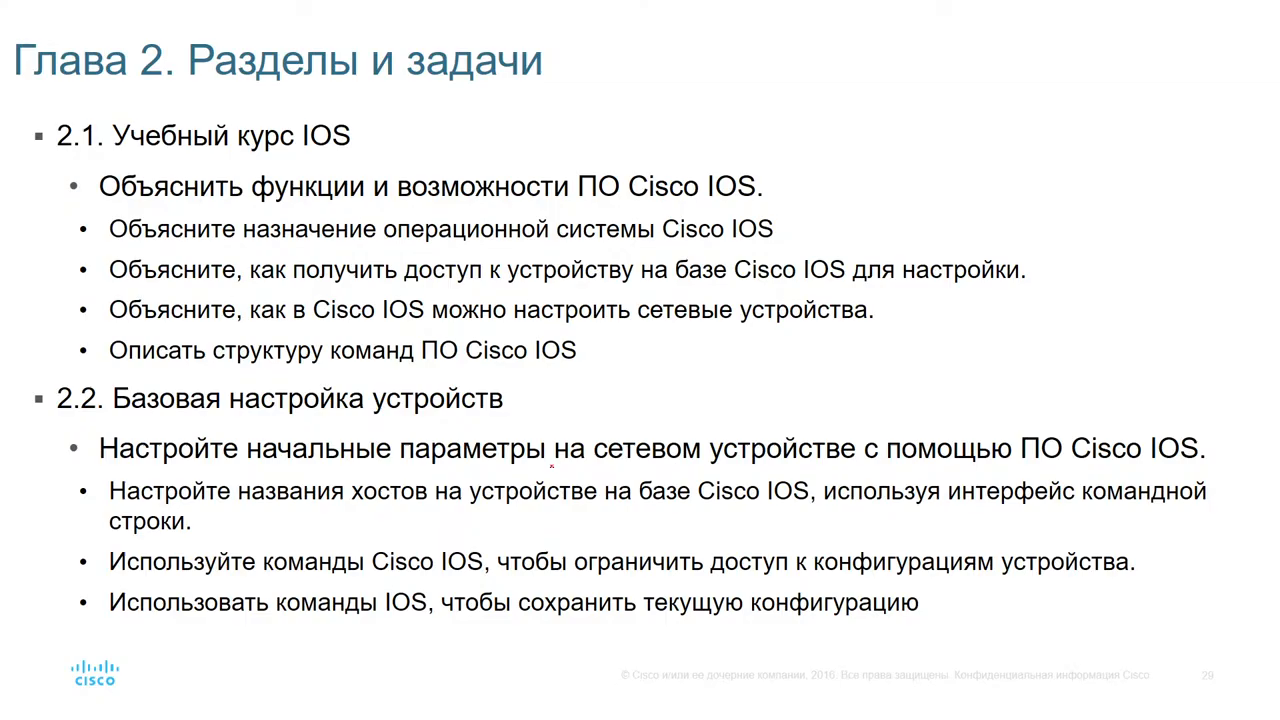 Глава 2. Разделы и задачи
2.1. Учебный курс IOS
Объяснить функции и возможности ПО Cisco IOS.
Объясните назначение операционной системы Cisco IOS
Объясните, как получить доступ к устройству на базе Cisco IOS для настройки.
Объясните, как в Cisco IOS можно настроить сетевые устройства.
Описать структуру команд ПО Cisco IOS
2.2. Базовая настройка устройств
Настройте начальные параметры на сетевом устройстве с помощью ПО Cisco IOS.
Настройте названия хостов на устройстве на базе Cisco IOS, используя интерфейс командной
строки.
Используйте команды Cisco IOS, чтобы ограничить доступ к конфигурациям устройства.
Использовать команды IOS, чтобы сохранить текущую конфигурацию
CISCO
© Cisco и/или ее дочерние компании, 2016. Все права защищены. Конфиденциальная информация Cisco
29